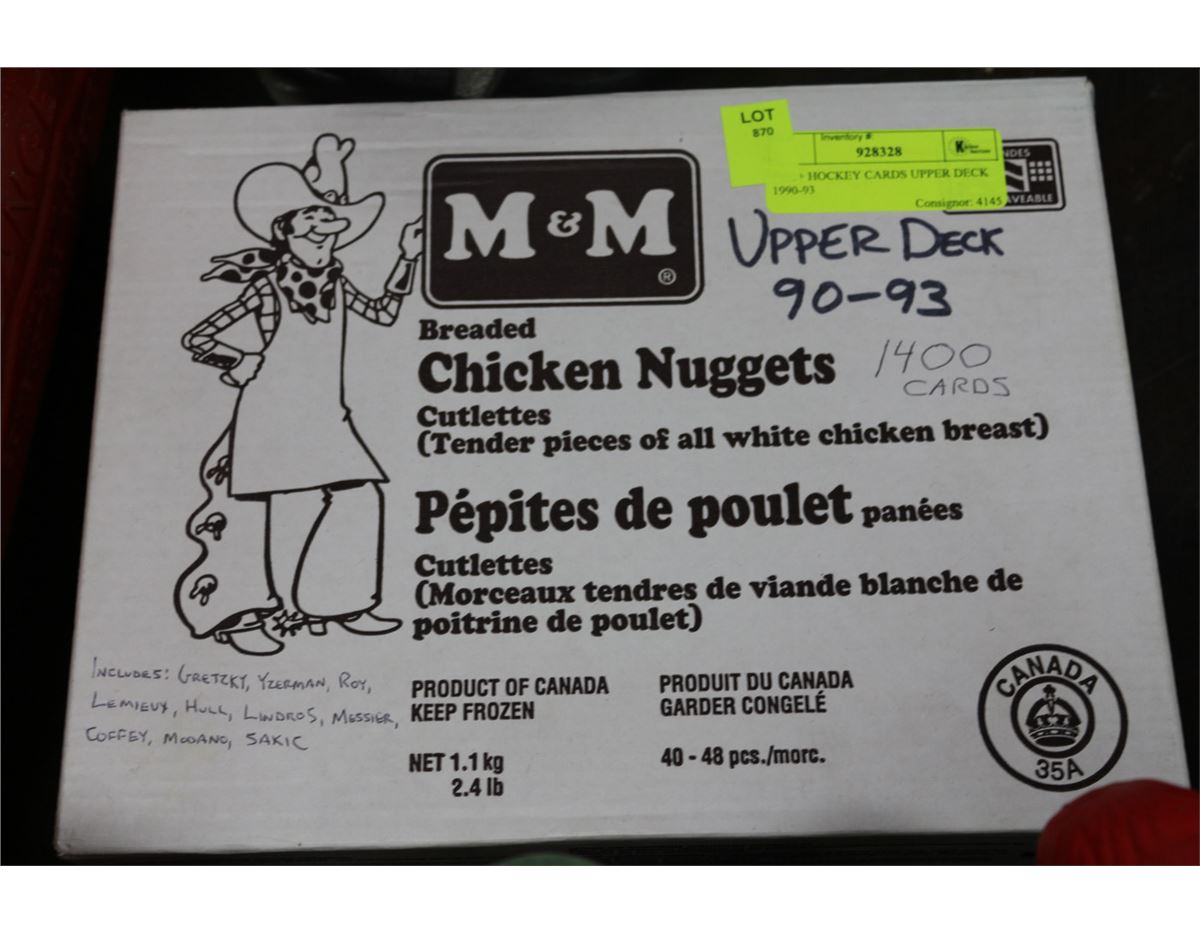 LOT
870
Inventory #
928328
HOCKEY CARDS UPPER DECK
1990-93
Consignor: 4145
M&M
®
UPPER DECK
90-93
Breaded
Chicken Nuggets
1400
CARDS
Cutlettes
(Tender pieces of all white chicken breast)
Pépites de poulet panées
Cutlettes
(Morceaux tendres de viande blanche de
poitrine de poulet)
INCLUDES: GRETZKY, YZERMAN, ROY,
LEMIEUX, HULL, LINDROS, MESSIER,
COFFEY, MODANO, SAKIC
PRODUCT OF CANADA
KEEP FROZEN
PRODUIT DU CANADA
GARDER CONGELÉ
NET 1.1 kg
2.4 lb
40 - 48 pcs./morc.
CANADA
35A